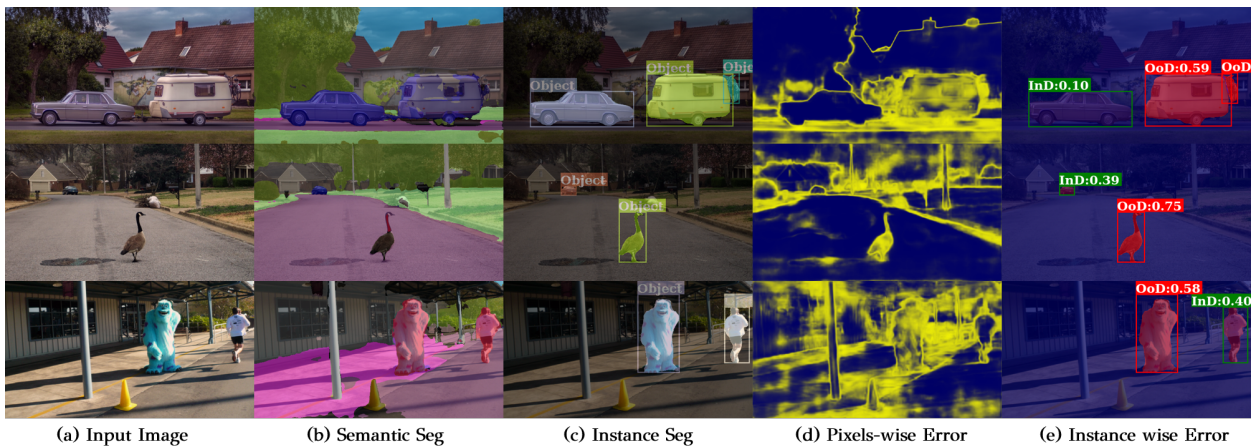 Object
Object
Object
InD:0.10
OoD:0.59
OoD
Object
Object
InD:0.39
OoD:0.75
Object
OoD:0.58
InD:0.40
(a) Input Image
(b) Semantic Seg
(c) Instance Seg
(d) Pixels-wise Error
(e) Instance wise Error